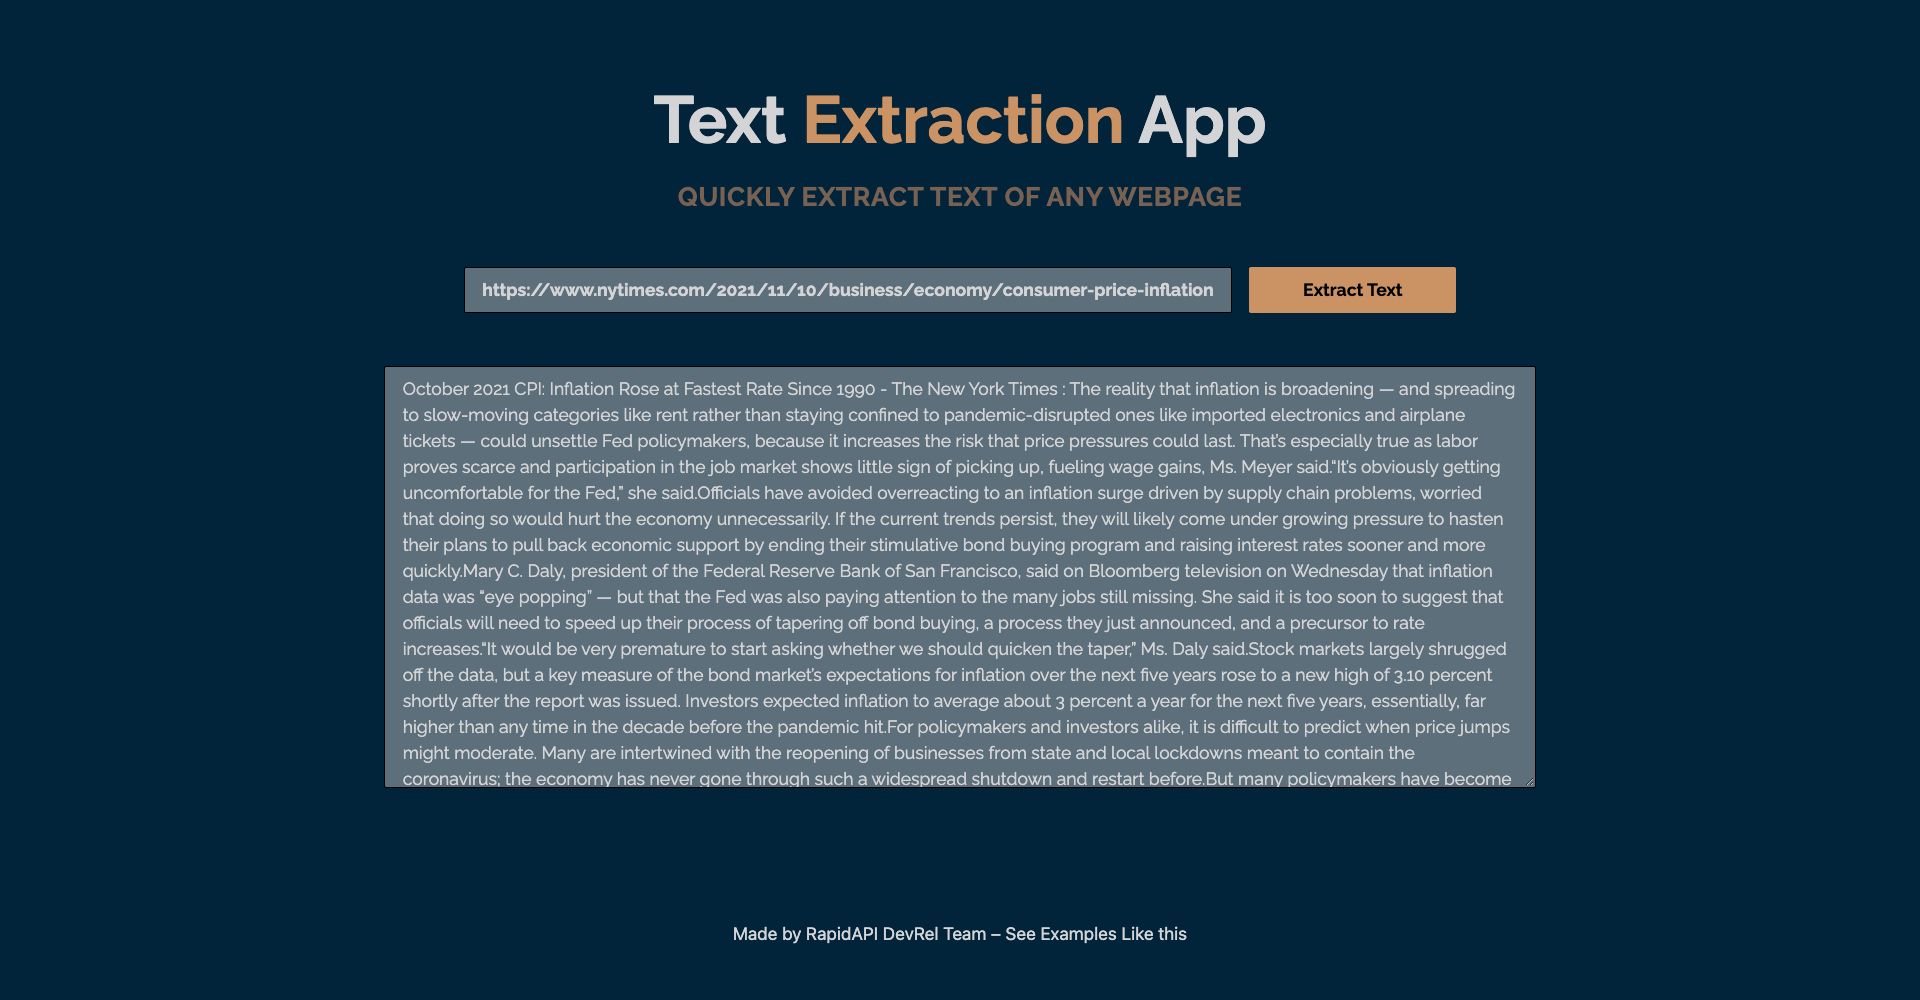 Text Extraction App
QUICKLY EXTRACT TEXT OF ANY WEBPAGE
https://www.nytimes.com/2021/11/10/business/economy/consumer-price-inflation
Extract Text
October 2021 CPI: Inflation Rose at Fastest Rate Since 1990 - The New York Times : The reality that inflation is broadening — and spreading
to slow-moving categories like rent rather than staying confined to pandemic-disrupted ones like imported electronics and airplane
tickets — could unsettle Fed policymakers, because it increases the risk that price pressures could last. That’s especially true as labor
proves scarce and participation in the job market shows little sign of picking up, fueling wage gains, Ms. Meyer said.“It’s obviously getting
uncomfortable for the Fed,” she said.Officials have avoided overreacting to an inflation surge driven by supply chain problems, worried
that doing so would hurt the economy unnecessarily. If the current trends persist, they will likely come under growing pressure to hasten
their plans to pull back economic support by ending their stimulative bond buying program and raising interest rates sooner and more
quickly.Mary C. Daly, president of the Federal Reserve Bank of San Francisco, said on Bloomberg television on Wednesday that inflation
data was “eye popping” — but that the Fed was also paying attention to the many jobs still missing. She said it is too soon to suggest that
officials will need to speed up their process of tapering off bond buying, a process they just announced, and a precursor to rate
increases.“It would be very premature to start asking whether we should quicken the taper,” Ms. Daly said.Stock markets largely shrugged
off the data, but a key measure of the bond market’s expectations for inflation over the next five years rose to a new high of 3.10 percent
shortly after the report was issued. Investors expected inflation to average about 3 percent a year for the next five years, essentially, far
higher than any time in the decade before the pandemic hit.For policymakers and investors alike, it is difficult to predict when price jumps
might moderate. Many are intertwined with the reopening of businesses from state and local lockdowns meant to contain the
coronavirus; the economy has never gone through such a widespread shutdown and restart before.But many policymakers have become
Made by RapidAPI DevRel Team – See Examples Like this